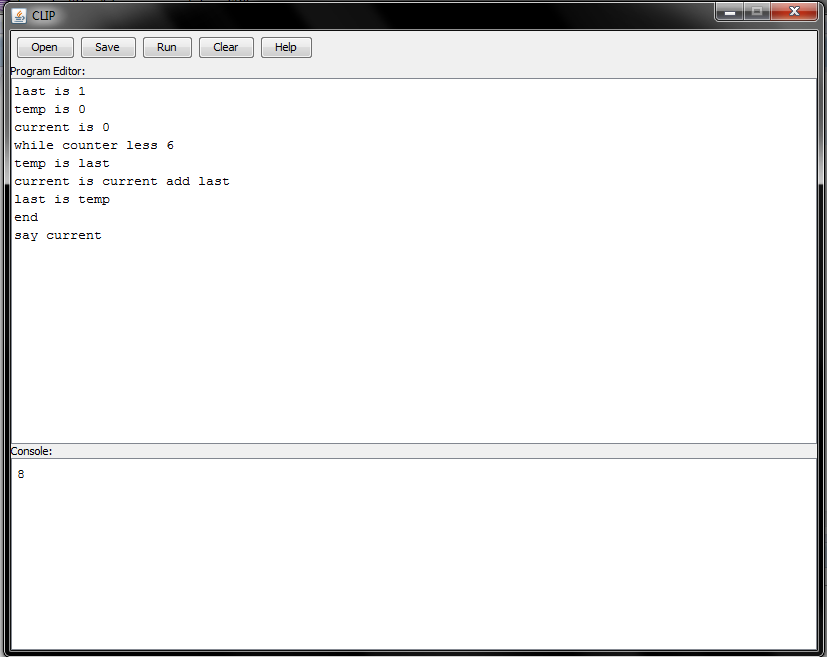 CLIP
Open Save Run Clear Help
Program Editor:
last is 1
temp is 0
current is 0
while counter less 6
temp is last
current is current add last
last is temp
end
say current
Console:
8